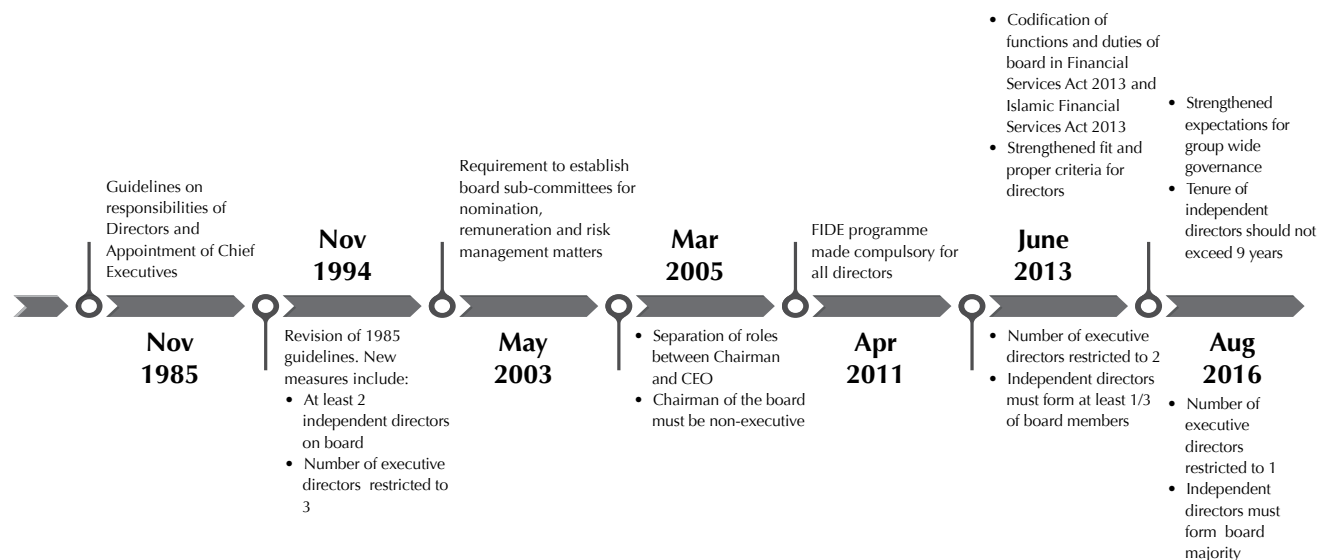 Guidelines on
responsibilities of
Directors and
Appointment of Chief
Executives
Nov
1985
Nov
1994
Revision of 1985
guidelines. New
measures include:
• At least 2
independent directors
on board
• Number of executive
directors restricted to
3
Requirement to establish
board sub-committees for
nomination,
remuneration and risk
management matters
May
2003
Mar
2005
• Separation of roles
between Chairman
and CEO
• Chairman of the board
must be non-executive
FIDE programme
made compulsory for
all directors
Apr
2011
• Codification of
functions and duties of
board in Financial
Services Act 2013 and
Islamic Financial
Services Act 2013
• Strengthened fit and
proper criteria for
directors
June
2013
• Number of executive
directors restricted to 2
• Independent directors
must form at least 1/3
of board members
• Strengthened
expectations for
group wide
governance
• Tenure of
independent
directors should not
exceed 9 years
Aug
2016
• Number of
executive
directors
restricted to 1
• Independent
directors must
form board
majority